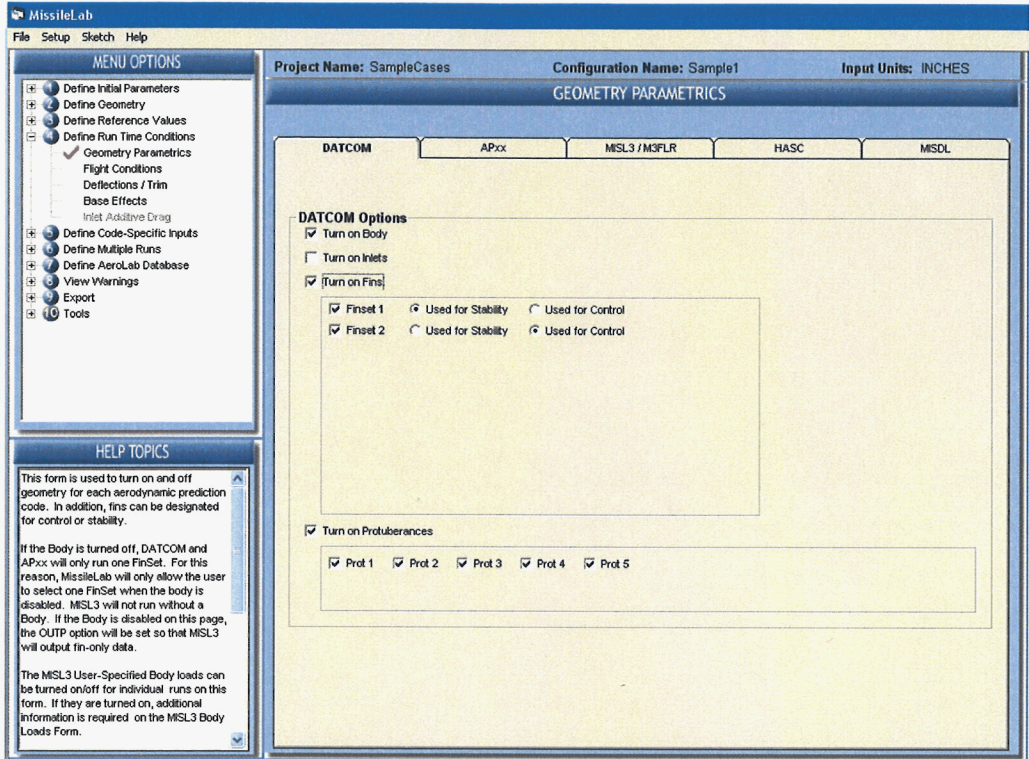 MissileLab
File Setup Sketch Help
MENU OPTIONS
1 Define Initial Parameters
2 Define Geometry
3 Define Reference Values
4 Define Run Time Conditions
Geometry Parametrics
Flight Conditions
Deflections / Trim
Base Effects
Inlet Additive Drag
5 Define Code-Specific Inputs
6 Define Multiple Runs
7 Define AeroLab Database
8 View Warnings
9 Export
10 Tools
HELP TOPICS
This form is used to turn on and off
geometry for each aerodynamic prediction
code. In addition, fins can be designated
for control or stability.
If the Body is turned off, DATCOM and
APxx will only run one FinSet. For this
reason, MissileLab will only allow the user
to select one FinSet when the body is
disabled. MISL3 will not run without a
Body. If the Body is disabled on this page,
the OUTP option will be set so that MISL3
will output fin-only data.
The MISL3 User-Specified Body loads can
be turned on/off for individual runs on this
form. If they are turned on, additional
information is required on the MISL3 Body
Loads Form.
Project Name: SampleCases Configuration Name: Sample1 Input Units: INCHES
GEOMETRY PARAMETRICS
DATCOM APxx MISL3 / M3FLR HASC MISDL
DATCOM Options
Turn on Body
Turn on Inlets
Turn on Fins
Finset 1 Used for Stability Used for Control
Finset 2 Used for Stability Used for Control
Turn on Protuberances
Prot 1 Prot 2 Prot 3 Prot 4 Prot 5